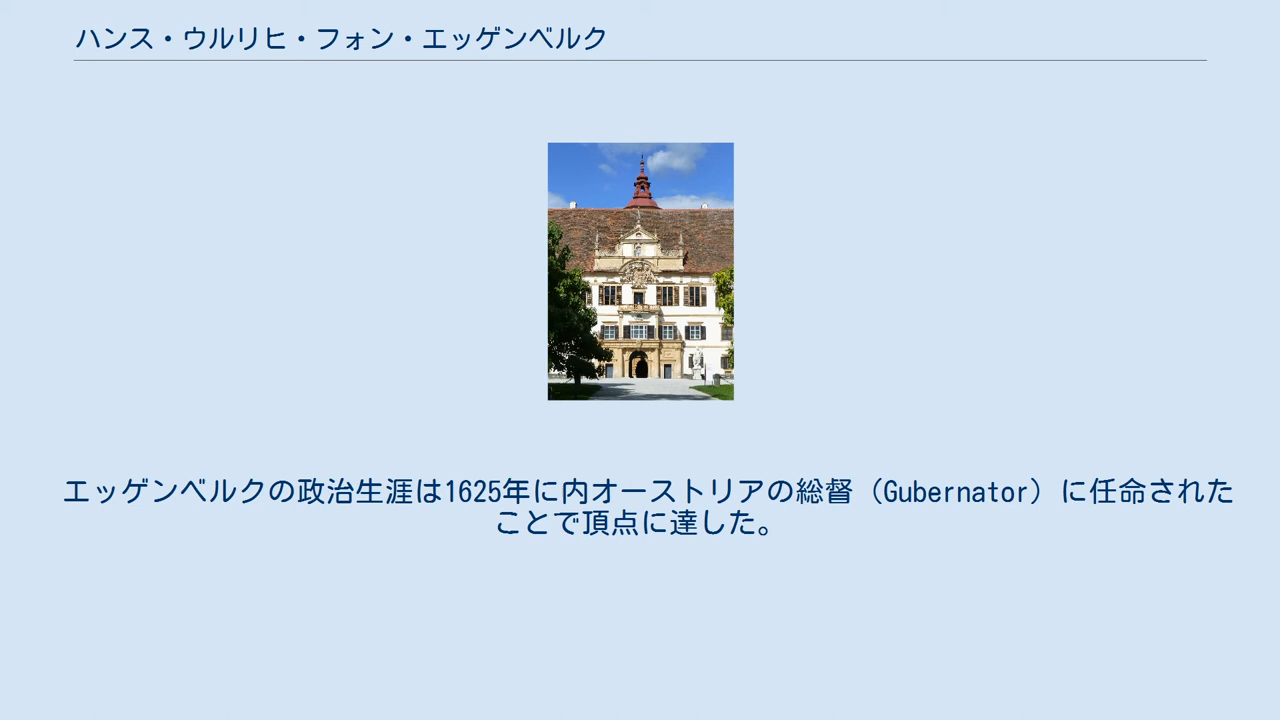 ハンス・ウルリヒ・フォン・エッゲンベルク
エッゲンベルクの政治生涯は1625年に内オーストリアの総督（Gubernator）に任命された
ことで頂点に達した。